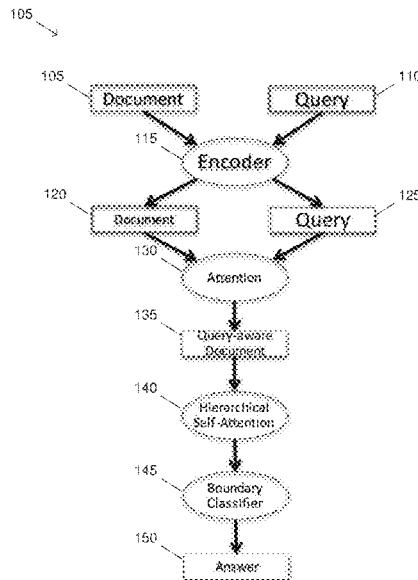 105
105
110
Document
Query
115
Encoder
120
125
Document
Query
130
Attention
135
Query-aware
Document
140
Hierarchical
Self-Attention
145
Boundary
Classifier
150
Answer